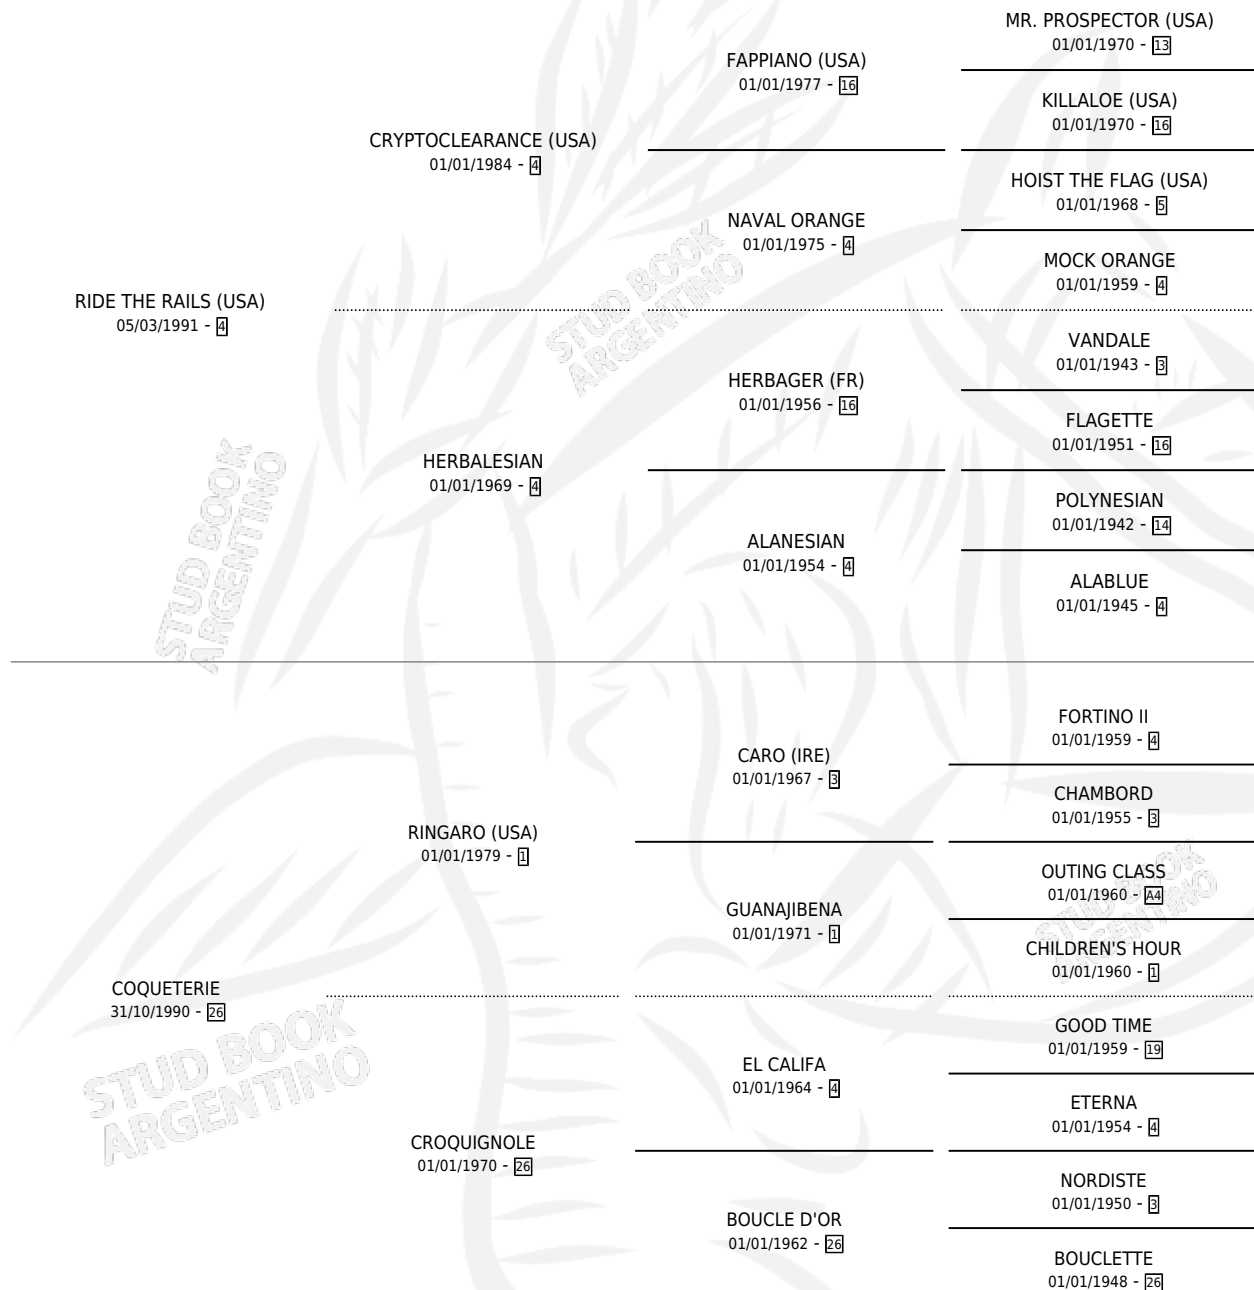 MR. PROSPECTOR (USA)
01/01/1970 - 13
FAPPIANO (USA)
01/01/1977 - 16
KILLALOE (USA)
01/01/1970 - 16
CRYPTOCLEARANCE (USA)
01/01/1984 - 4
HOIST THE FLAG (USA)
01/01/1968 - 5
NAVAL ORANGE
01/01/1975 - 4
MOCK ORANGE
01/01/1959 - 4
RIDE THE RAILS (USA)
05/03/1991 - 4
VANDALE
01/01/1943 - 3
HERBAGER (FR)
01/01/1956 - 16
FLAGETTE
01/01/1951 - 16
HERBALESIAN
01/01/1969 - 4
POLYNESIAN
01/01/1942 - 14
ALANESIAN
01/01/1954 - 4
ALABLUE
01/01/1945 - 4
STUD BOOK
ARGENTINO
STUD BOOK
ARGENTINO
FORTINO II
01/01/1959 - 4
CARO (IRE)
01/01/1967 - 3
CHAMBORD
01/01/1955 - 3
RINGARO (USA)
01/01/1979 - 1
OUTING CLASS
01/01/1960 - A4
GUANAJIBENA
01/01/1971 - 1
CHILDREN'S HOUR
01/01/1960 - 1
COQUETERIE
31/10/1990 - 26
GOOD TIME
01/01/1959 - 19
EL CALIFA
01/01/1964 - 4
ETERNA
01/01/1954 - 4
CROQUIGNOLE
01/01/1970 - 26
NORDISTE
01/01/1950 - 3
BOUCLE D'OR
01/01/1962 - 26
BOUCLETTE
01/01/1948 - 26
STUD BOOK
ARGENTINO
STUD BOOK
ARGENTINO